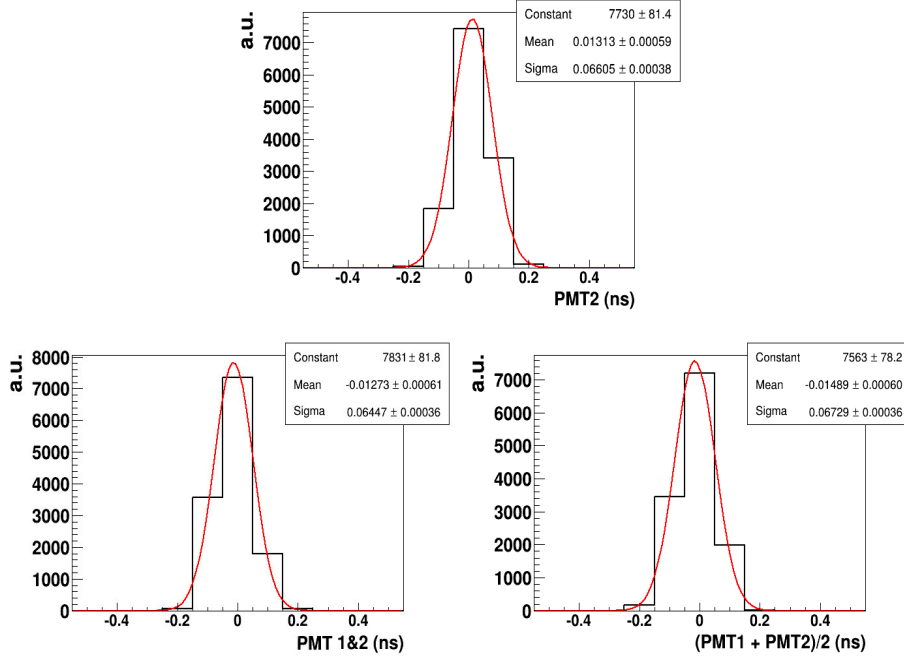 a.u.
7000
6000
5000
4000
3000
2000
1000
0
Constant 7730 ± 81.4
Mean 0.01313 ± 0.00059
Sigma 0.06605 ± 0.00038
-0.4 -0.2 0 0.2 0.4
PMT2 (ns)
a.u.
8000
7000
6000
5000
4000
3000
2000
1000
0
Constant 7831 ± 81.8
Mean -0.01273 ± 0.00061
Sigma 0.06447 ± 0.00036
-0.4 -0.2 0 0.2 0.4
PMT 1&2 (ns)
a.u.
7000
6000
5000
4000
3000
2000
1000
0
Constant 7563 ± 78.2
Mean -0.01489 ± 0.00060
Sigma 0.06729 ± 0.00036
-0.4 -0.2 0 0.2 0.4
(PMT1 + PMT2)/2 (ns)